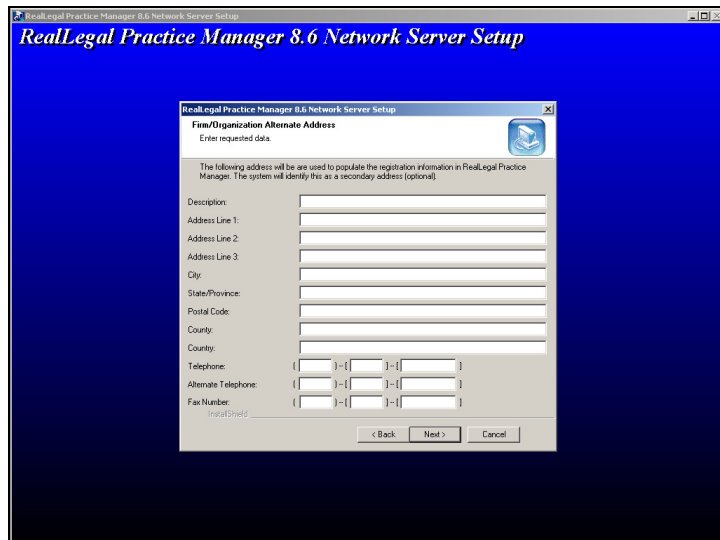 RealLegal Practice Manager 8.6 Network Server Setup
RealLegal Practice Manager 8.6 Network Server Setup
RealLegal Practice Manager 8.6 Network Server Setup
Firm/Organization Alternate Address
Enter requested data.
The following address will be are used to populate the registration information in RealLegal Practice
Manager. The system will identify this as a secondary address (optional).
Description:
Address Line 1:
Address Line 2:
Address Line 3:
City:
State/Province:
Postal Code:
County:
Country:
Telephone: ( ) - ( ) - ( )
Alternate Telephone: ( ) - ( ) - ( )
Fax Number: ( ) - ( ) - ( )
InstallShield
< Back Next > Cancel